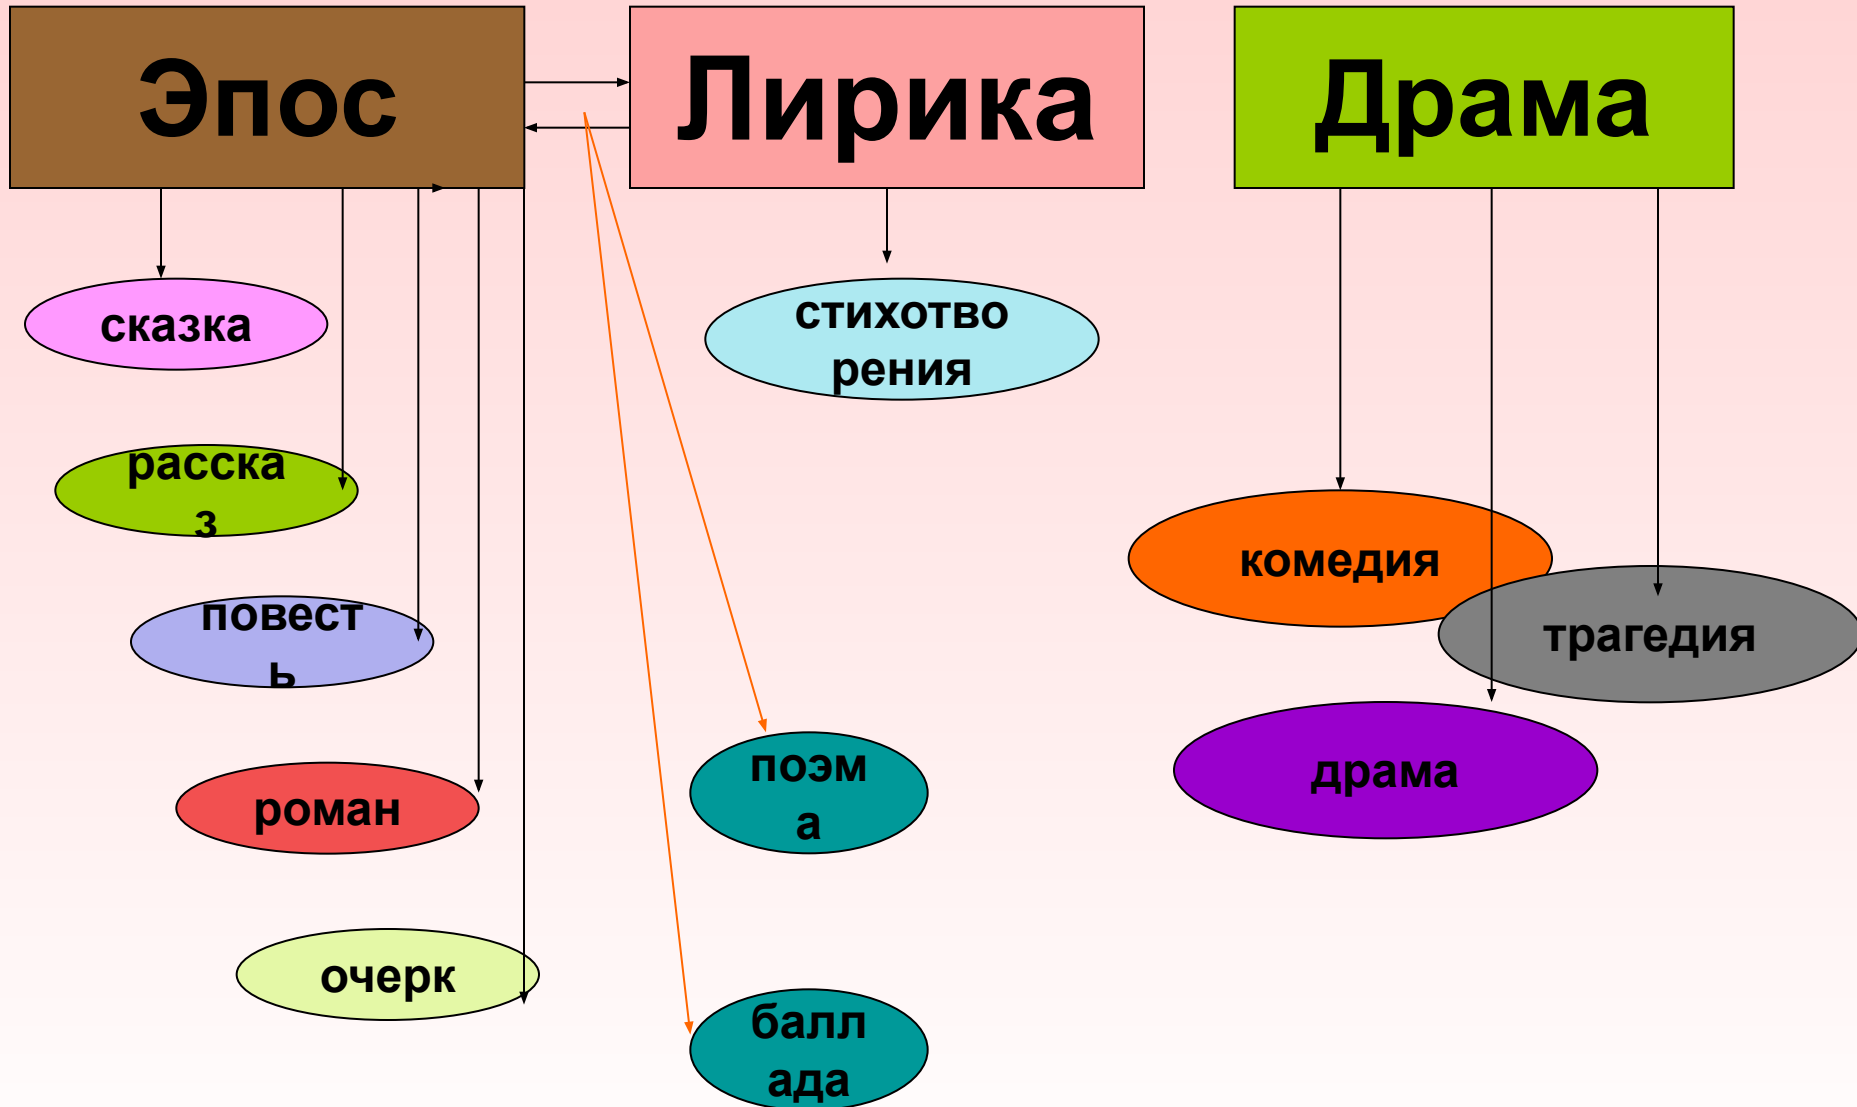 Эпос
Лирика
Драма
сказка
стихотво
рения
расска
з
комедия
повест
ь
трагедия
роман
поэм
а
драма
очерк
балл
ада